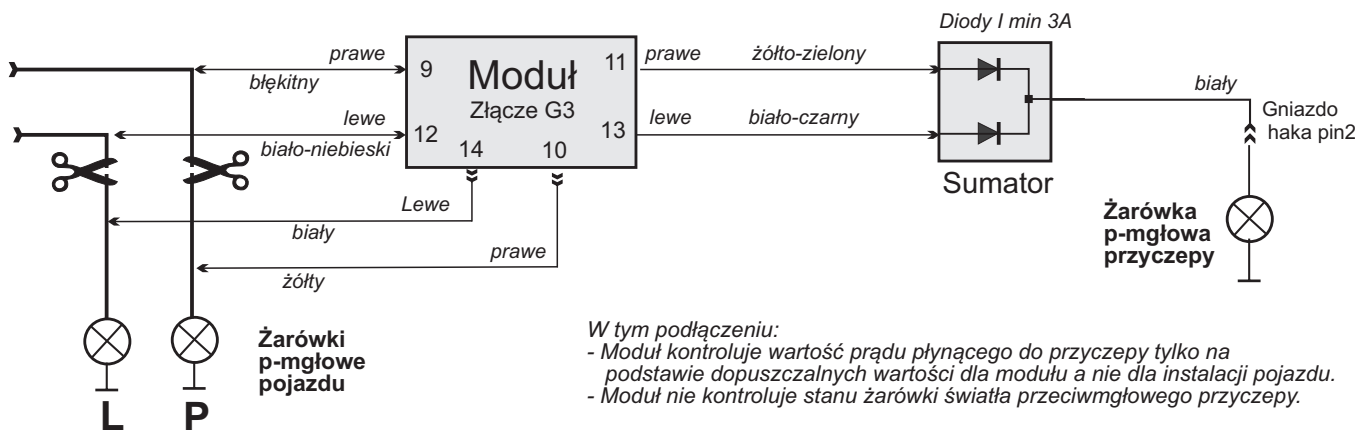 Diody I min 3A
prawe
błękitny
9
Moduł
Złącze G3
11
prawe
żółto-zielony
biały
Gniazdo
haka pin2
lewe
biało-niebieski
12
14
10
13
lewe
biało-czarny
Sumator
Lewe
biały
prawe
żółty
Żarówka
p-mgłowa
przyczepy
Żarówki
p-mgłowe
pojazdu
L
P
W tym podłączeniu:
- Moduł kontroluje wartość prądu płynącego do przyczepy tylko na
podstawie dopuszczalnych wartości dla modułu a nie dla instalacji pojazdu.
- Moduł nie kontroluje stanu żarówki światła przeciwmgłowego przyczepy.